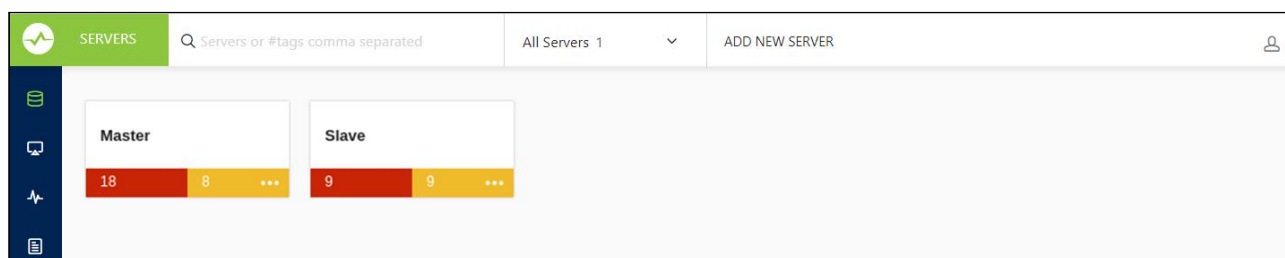 SERVERS Servers or #tags comma separated All Servers 1 ADD NEW SERVER
Master Slave
18 8 ••• 9 9 •••